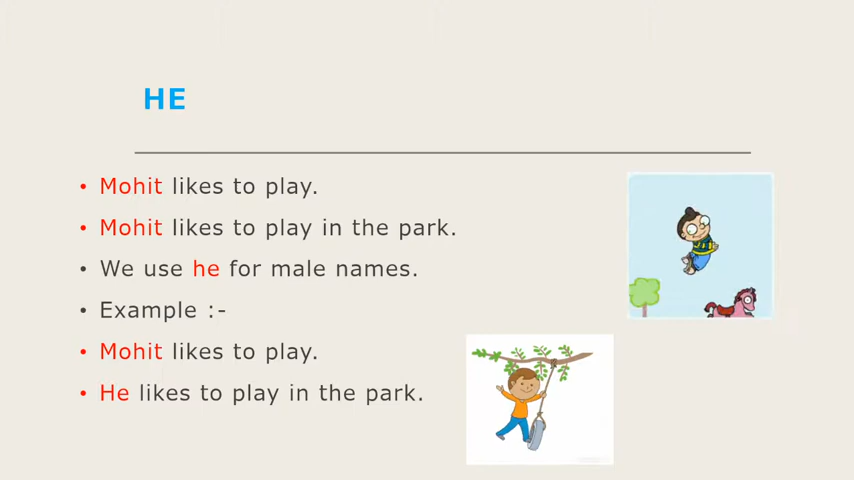 HE
• Mohit likes to play.
• Mohit likes to play in the park.
• We use he for male names.
• Example :-
• Mohit likes to play.
• He likes to play in the park.